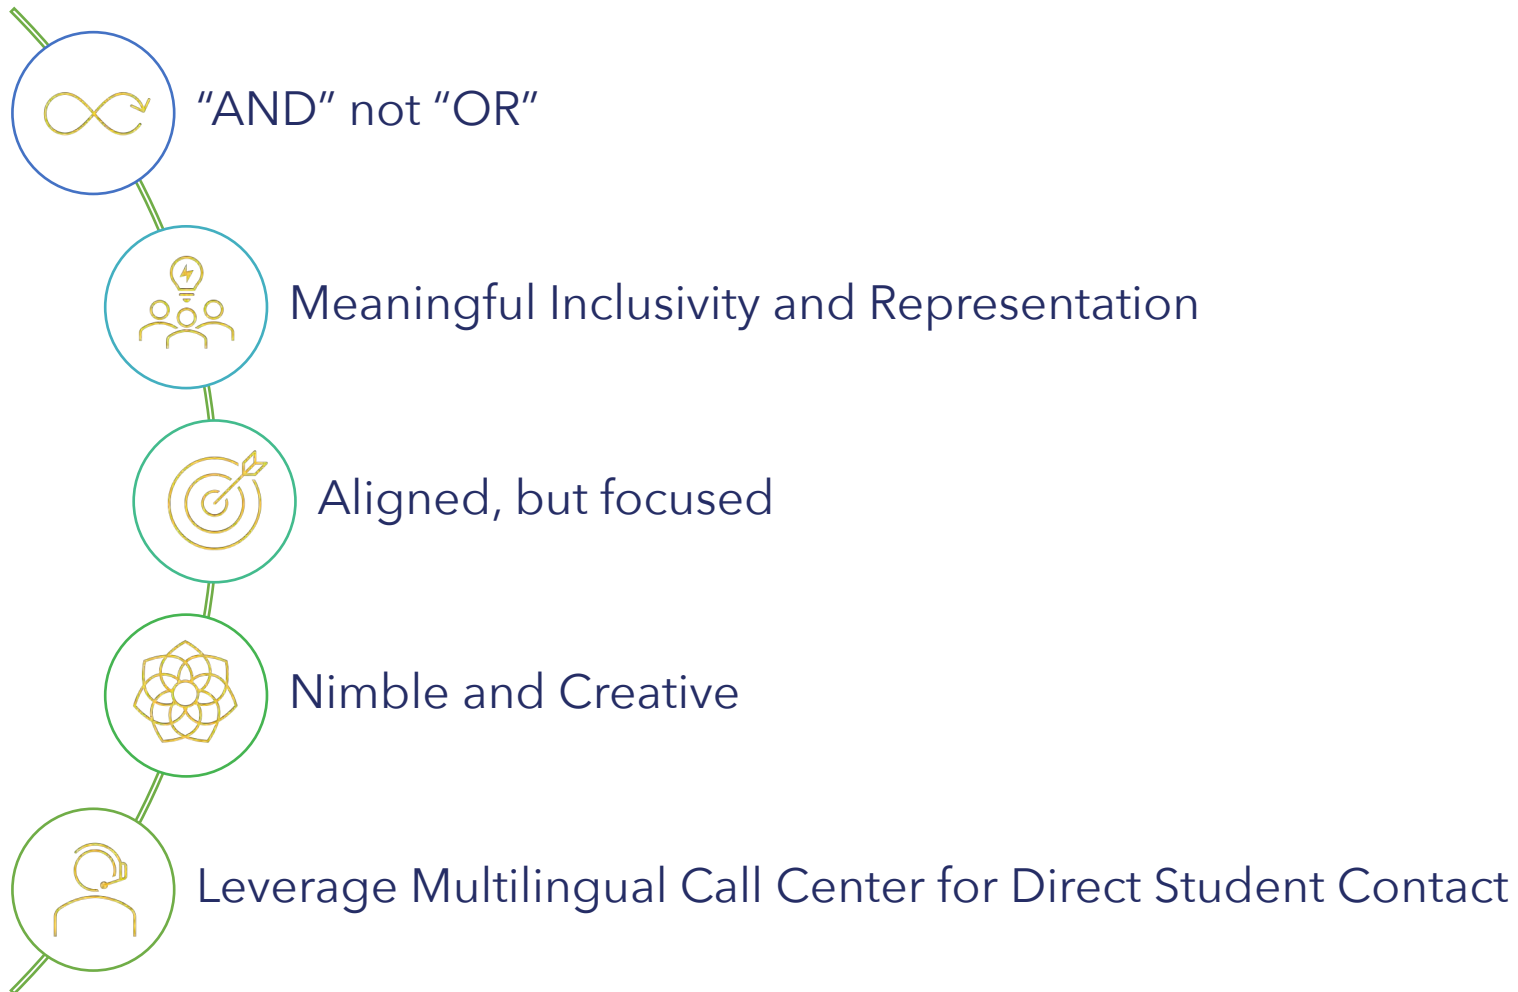 “AND” not “OR”
Meaningful Inclusivity and Representation
Aligned, but focused
Nimble and Creative
Leverage Multilingual Call Center for Direct Student Contact